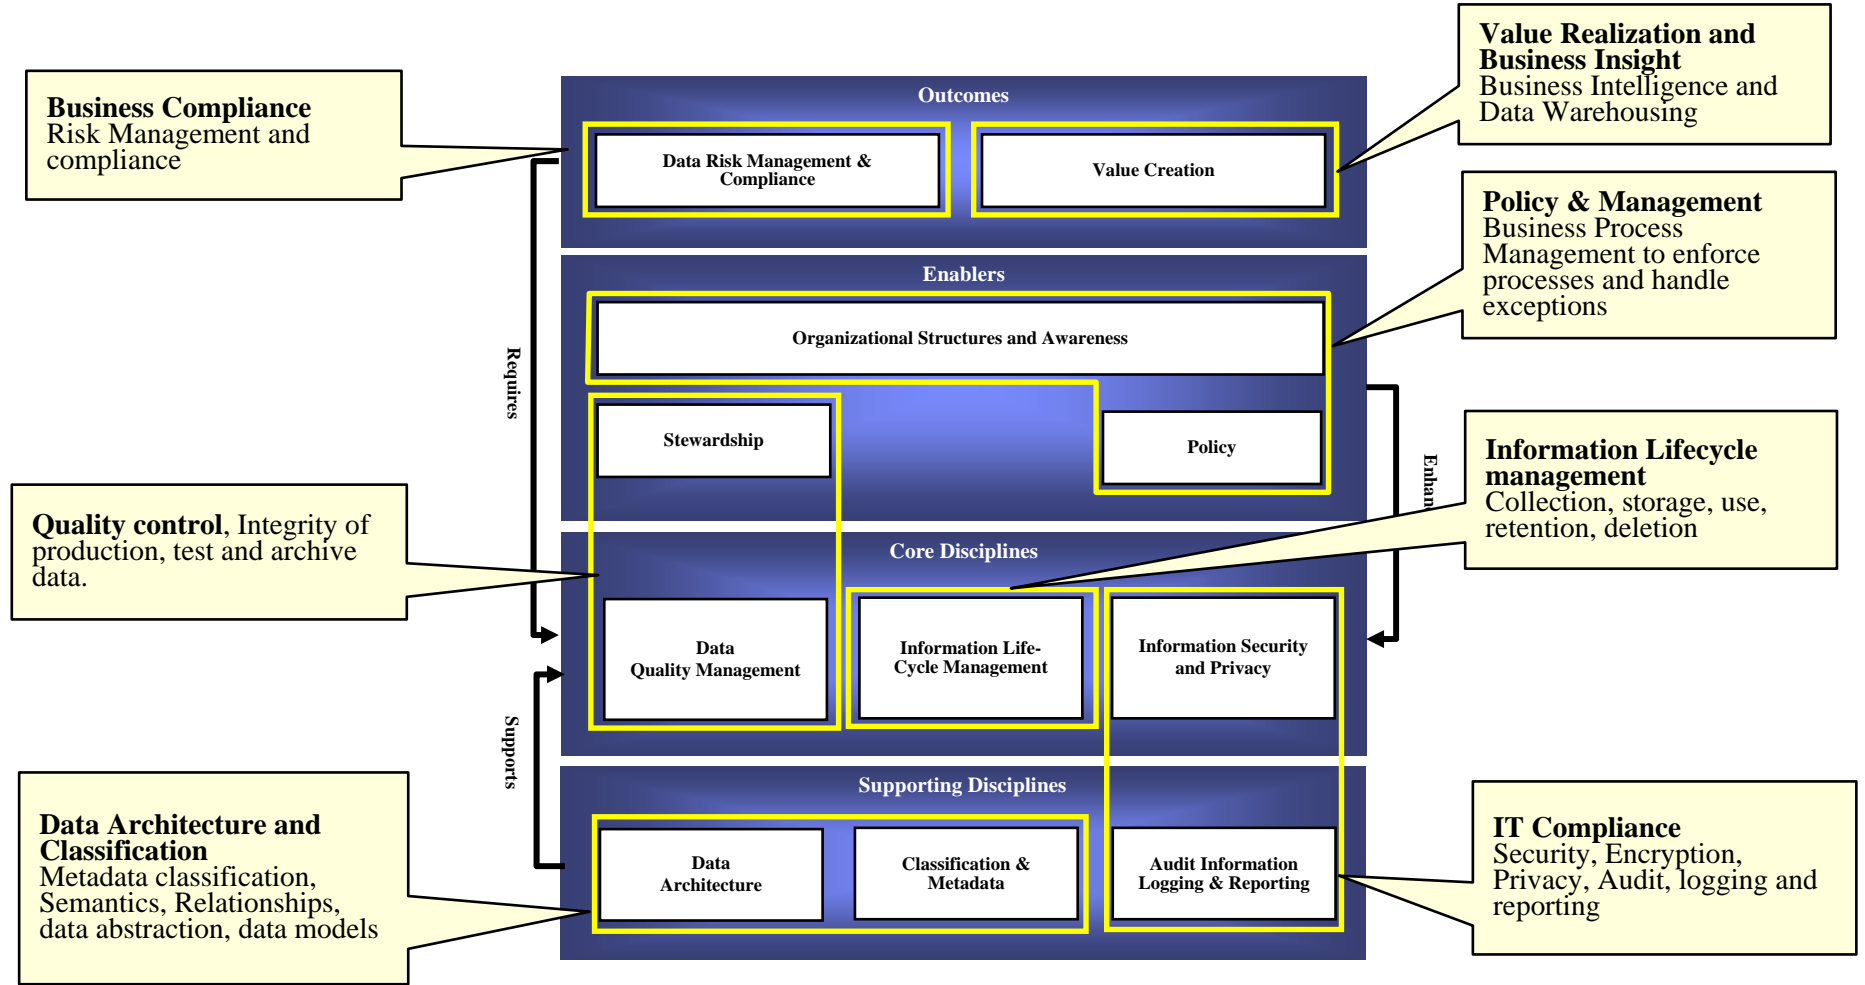 Value Realization and
Business Insight
Business Intelligence and
Data Warehousing
Business Compliance
Risk Management and
compliance
Outcomes
Data Risk Management &
Compliance
Value Creation
Policy & Management
Business Process
Management to enforce
processes and handle
exceptions
Enablers
Organizational Structures and Awareness
Requires
Stewardship
Policy
Information Lifecycle
management
Collection, storage, use,
retention, deletion
Quality control, Integrity of
production, test and archive
data.
Core Disciplines
Data
Quality Management
Information Life-
Cycle Management
Information Security
and Privacy
Supports
Supporting Disciplines
Data
Architecture
Classification &
Metadata
Audit Information
Logging & Reporting
Data Architecture and
Classification
Metadata classification,
Semantics, Relationships,
data abstraction, data models
IT Compliance
Security, Encryption,
Privacy, Audit, logging and
reporting